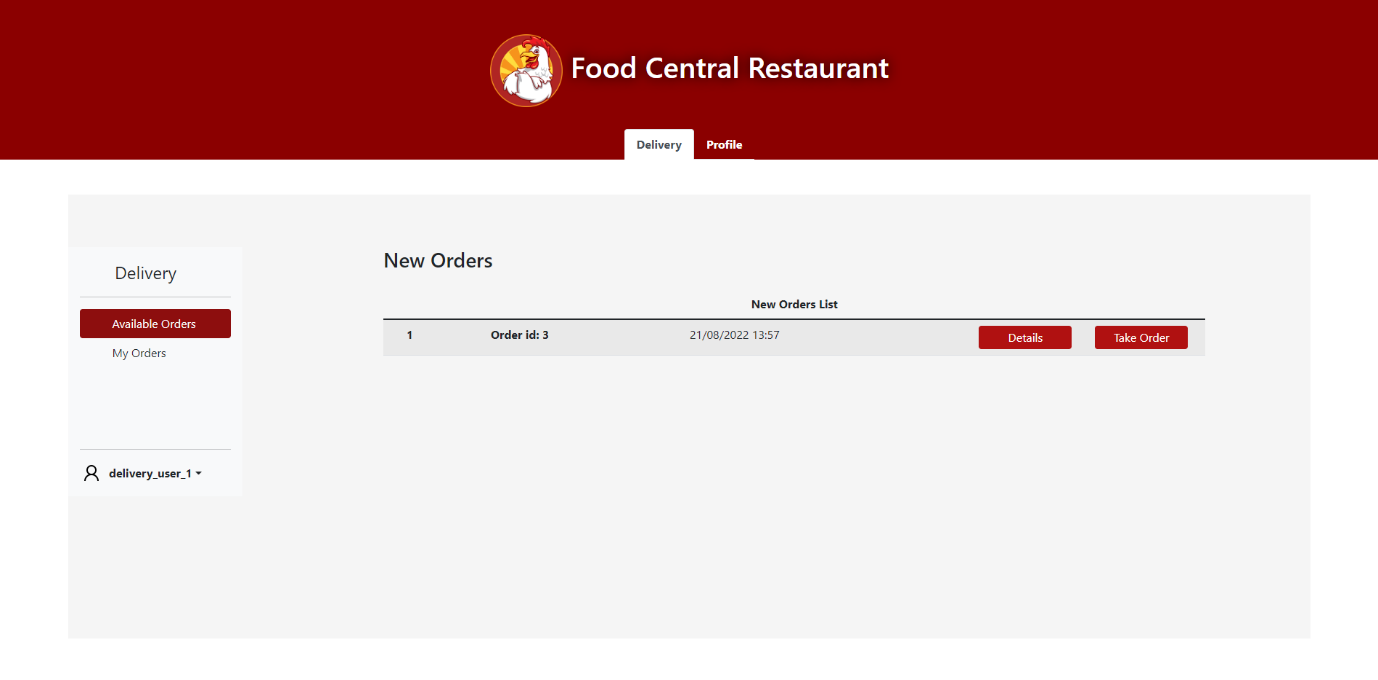 Food Central Restaurant
Delivery Profile
Delivery
Available Orders
My Orders
delivery_user_1
New Orders
New Orders List
1 Order id: 3 21/08/2022 13:57 Details Take Order